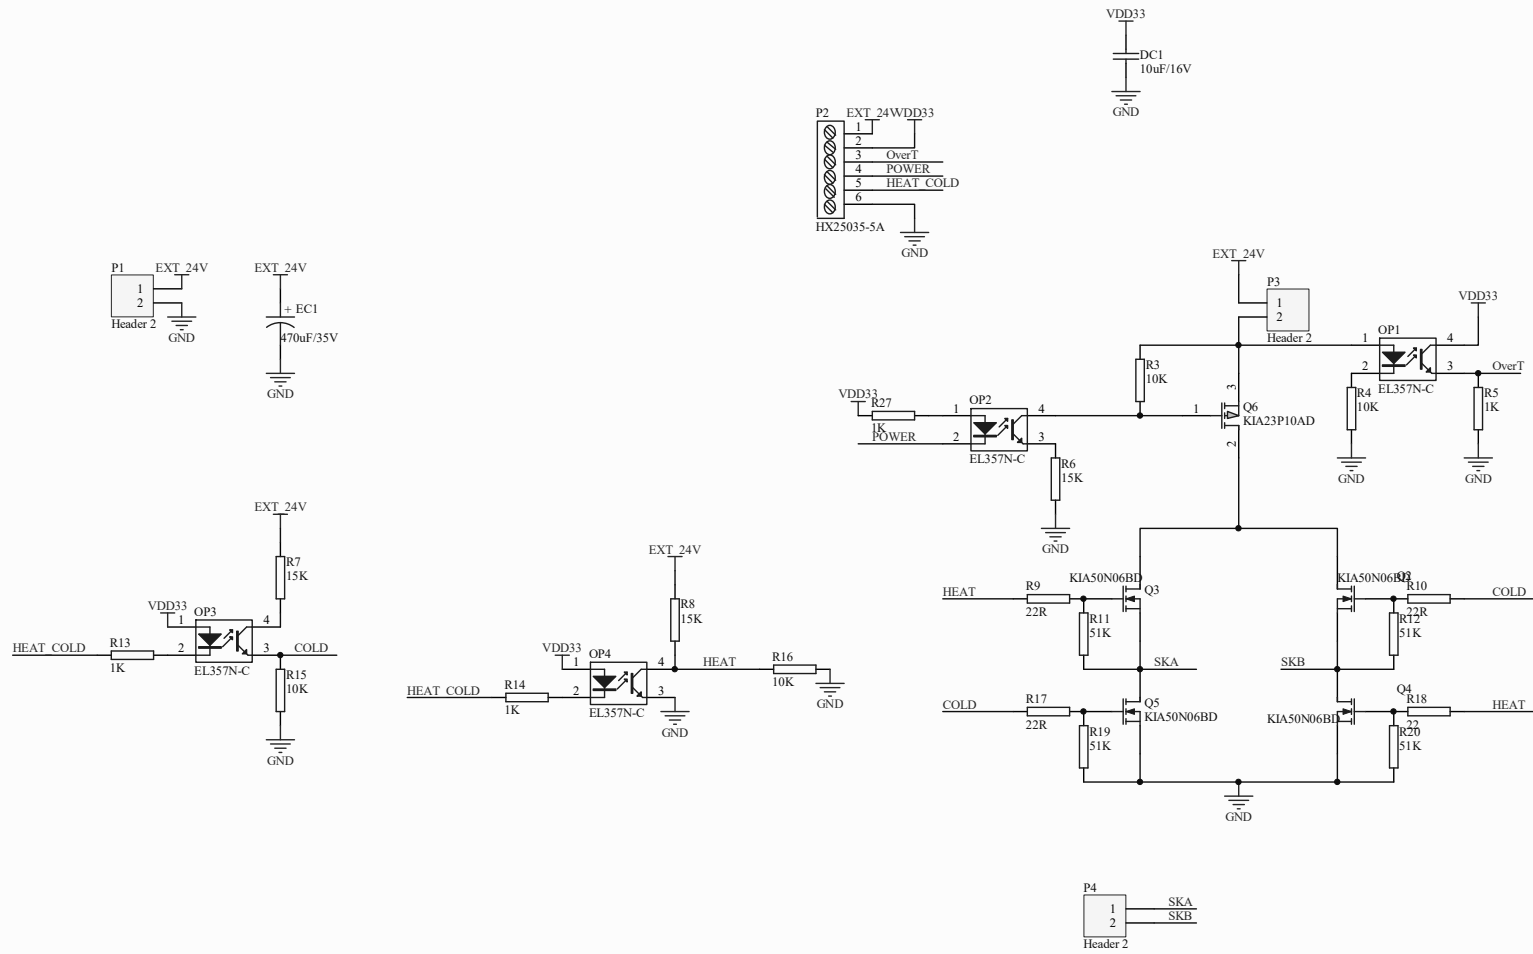 VDD33
DC1
10uF/16V
GND
P2
EXT_24V
VDD33
1
2
3
4
5
6
OverT
POWER
HEAT_COLD
HX25035-5A
GND
P1
EXT_24V
1
2
Header 2
GND
EXT_24V
+ EC1
470uF/35V
GND
EXT_24V
P3
1
2
Header 2
VDD33
OP1
1
4
2
3
OverT
EL357N-C
R4
10K
GND
R5
1K
GND
R3
10K
VDD33
R27
1K
POWER
OP2
1
4
2
3
EL357N-C
R6
15K
GND
3
1
Q6
KIA23P10AD
2
EXT_24V
R7
15K
VDD33
OP3
1
4
HEAT_COLD
R13
1K
2
3
COLD
EL357N-C
R15
10K
GND
EXT_24V
R8
15K
VDD33
OP4
1
4
HEAT
R16
10K
GND
HEAT_COLD
R14
1K
2
3
EL357N-C
GND
HEAT
R9
22R
KIA50N06BD
Q3
R11
51K
SKA
COLD
R17
22R
Q5
KIA50N06BD
R19
51K
KIA50N06BD
R10
22R
COLD
R12
51K
SKB
Q4
R18
22
HEAT
KIA50N06BD
R20
51K
GND
P4
1
2
SKA
SKB
Header 2